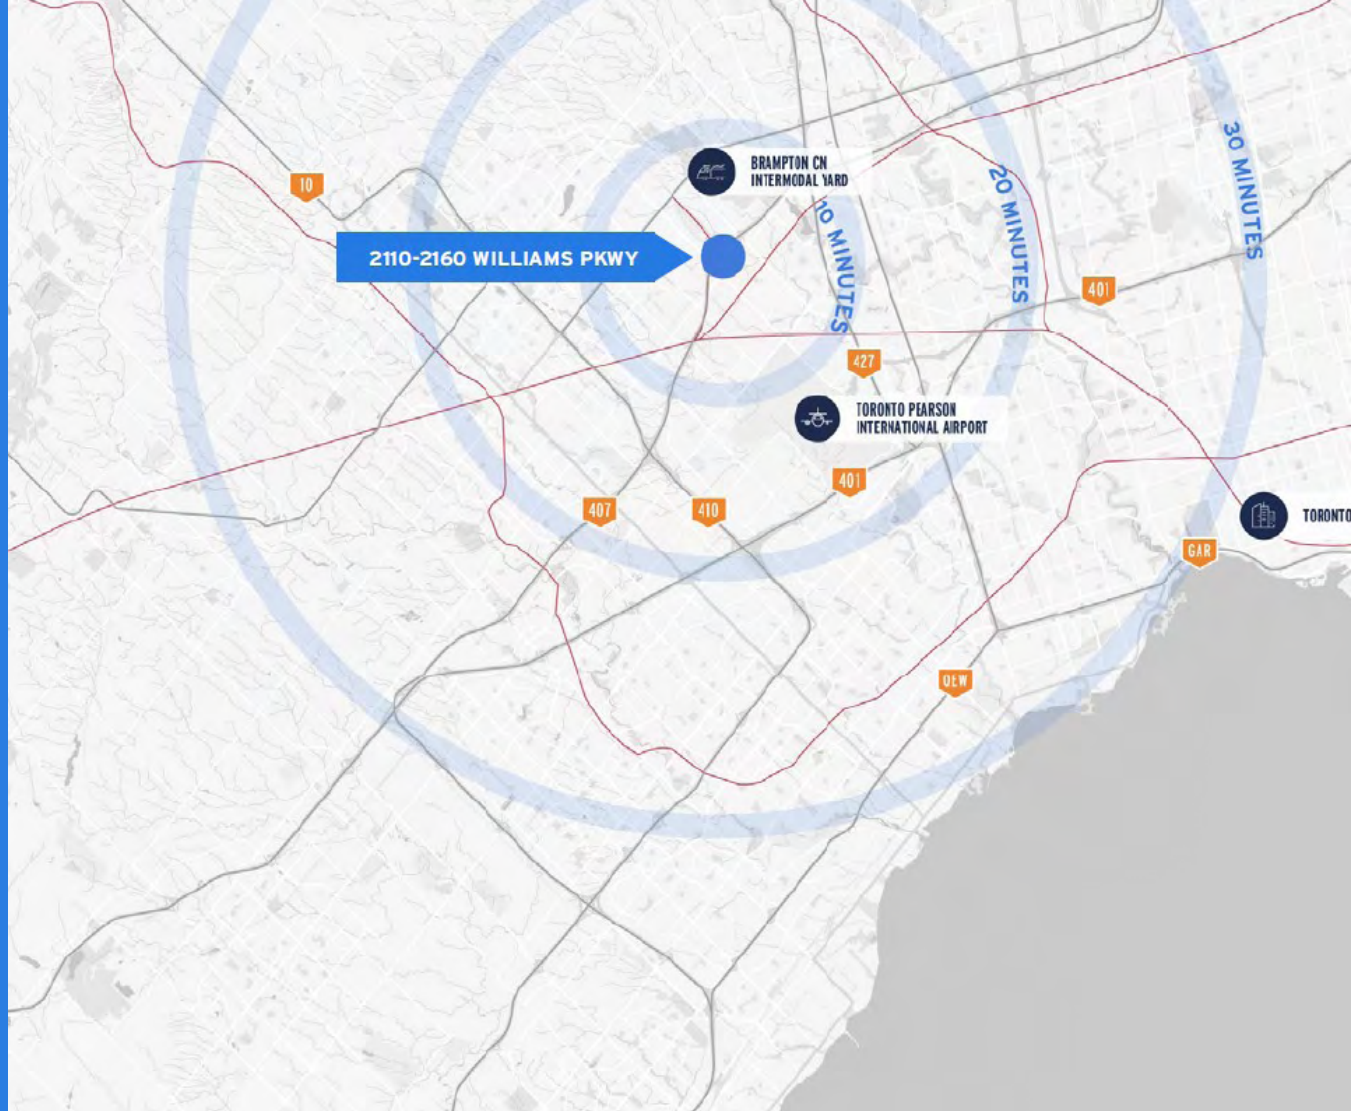 BRAMPTON CN
INTERMODAL YARD
10
2110-2160 WILLIAMS PKWY
10 MINUTES
20 MINUTES
30 MINUTES
401
427
TORONTO PEARSON
INTERNATIONAL AIRPORT
401
407
410
TORONTO
GAR
QEW